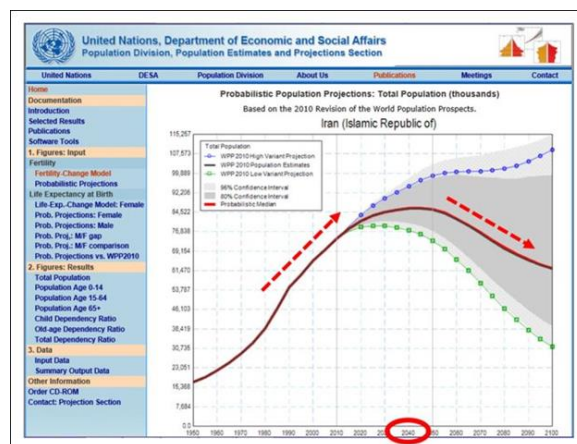 United Nations, Department of Economic and Social Affairs
Population Division, Population Estimates and Projections Section
United Nations DESA Population Division About Us Publications Meetings Contact
Home
Documentation
Introduction
Selected Results
Publications
Software Tools
1. Figures: Input
Fertility
Fertility-Change Model
Probabilistic Projections
Life Expectancy at Birth
Life-Exp.-Change Model: Female
Prob. Projections: Female
Prob. Projections: Male
Prob. Proj.: M/F gap
Prob. Proj.: M/F comparison
Prob. Projections vs. WPP2010
2. Figures: Results
Total Population
Population Age 0-14
Population Age 15-64
Population Age 65+
Child Dependency Ratio
Old-age Dependency Ratio
Total Dependency Ratio
3. Data
Input Data
Summary Output Data
Other Information
Order CD-ROM
Contact: Projection Section
Probabilistic Population Projections: Total Population (thousands)
Based on the 2010 Revision of the World Population Prospects.
Iran (Islamic Republic of)
Total Population
WPP 2010 High Variant Projection
WPP 2010 Population Estimates
WPP 2010 Low Variant Projection
95% Confidence Interval
80% Confidence Interval
Probabilistic Median
115,257
107,573
99,889
92,206
84,522
76,838
69,154
61,470
53,787
46,103
38,419
30,735
23,051
15,368
7,684
0.0
1950 1960 1970 1980 1990 2000 2010 2020 2030 2040 2050 2060 2070 2080 2090 2100